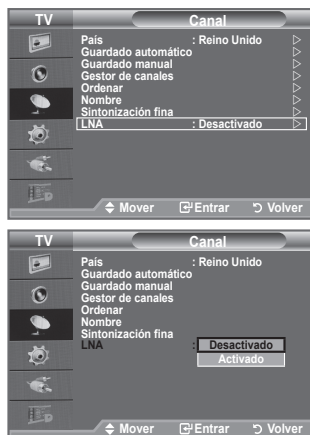 TV Canal
País : Reino Unido
Guardado automático
Guardado manual
Gestor de canales
Ordenar
Nombre
Sintonización fina
LNA : Desactivado
Mover Entrar Volver
TV Canal
País : Reino Unido
Guardado automático
Guardado manual
Gestor de canales
Ordenar
Nombre
Sintonización fina
LNA : Desactivado
Activado
Mover Entrar Volver